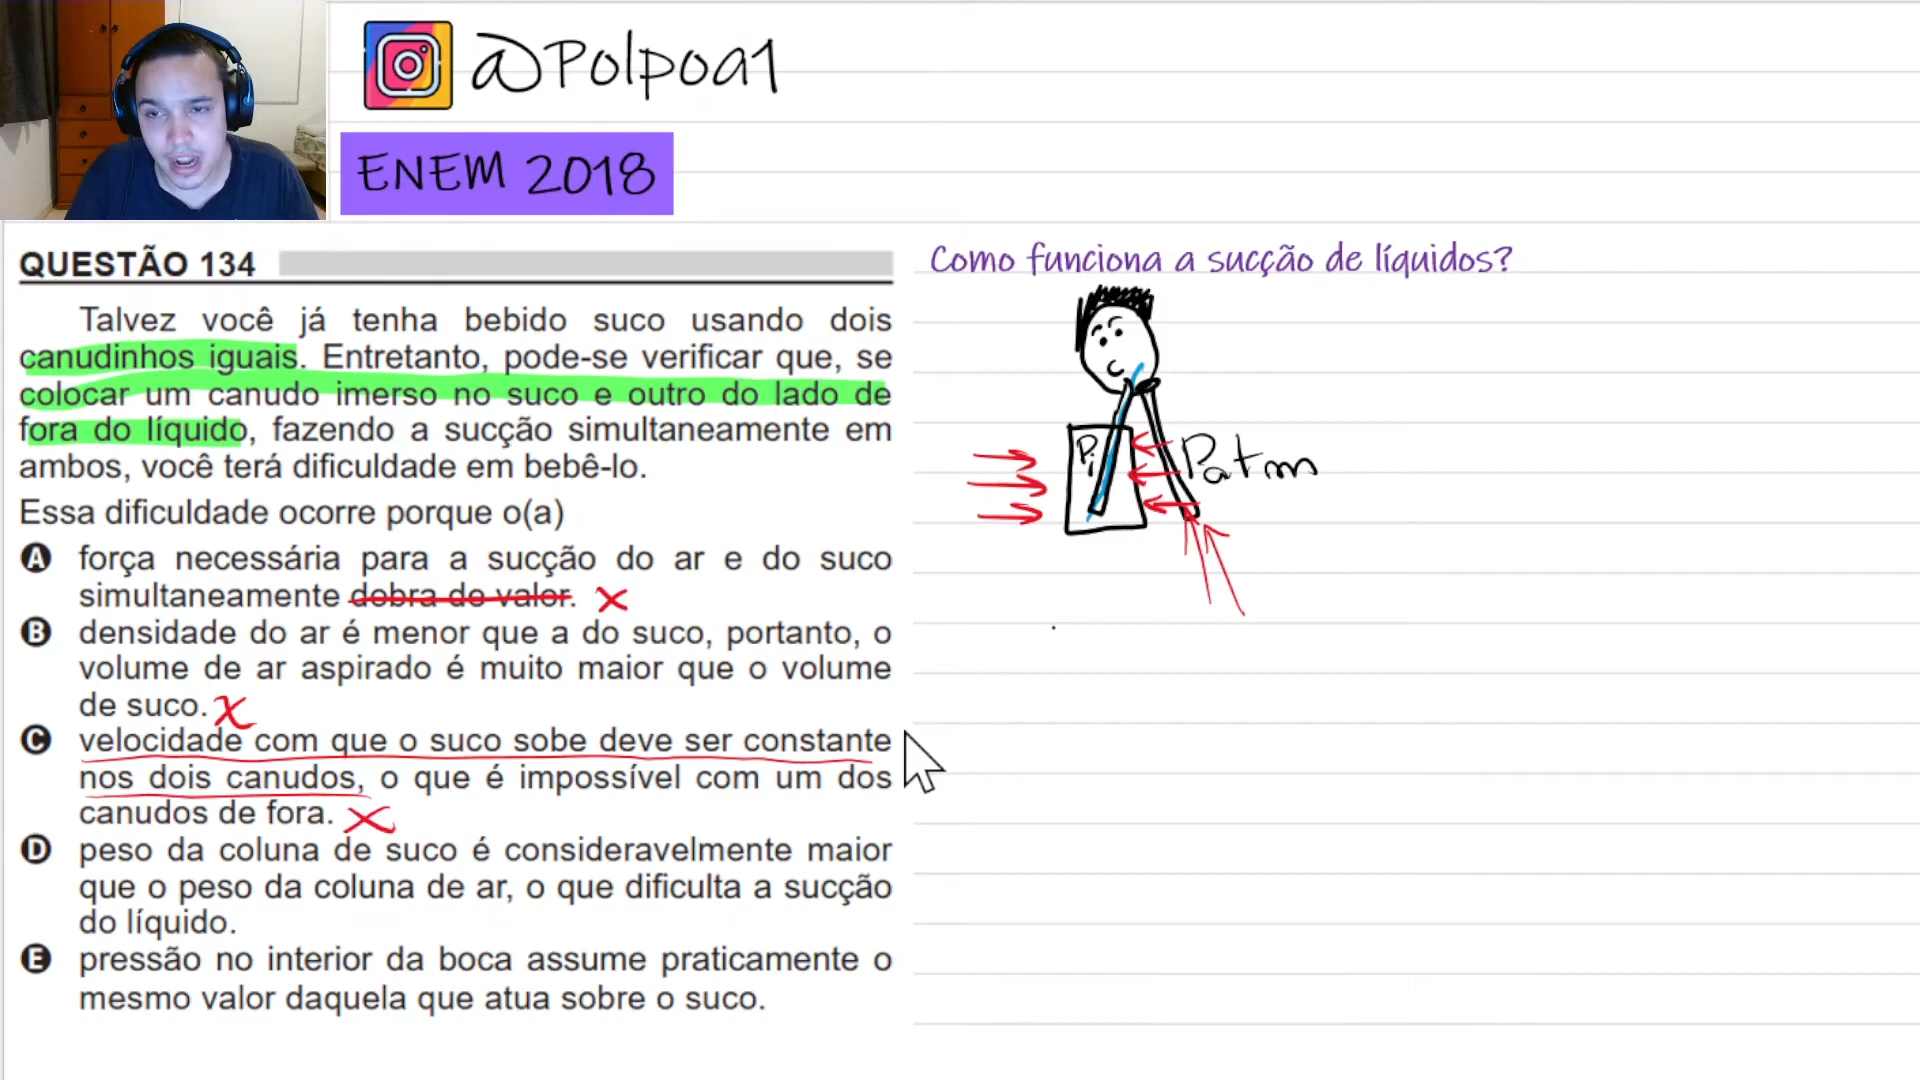 @Polpoa1
ENEM 2018
QUESTÃO 134
Talvez você já tenha bebido suco usando dois
canudinhos iguais. Entretanto, pode-se verificar que, se
colocar um canudo imerso no suco e outro do lado de
fora do líquido, fazendo a sucção simultaneamente em
ambos, você terá dificuldade em bebê-lo.
Essa dificuldade ocorre porque o(a)
A força necessária para a sucção do ar e do suco
simultaneamente dobra de valor. x
B densidade do ar é menor que a do suco, portanto, o
volume de ar aspirado é muito maior que o volume
de suco. x
C velocidade com que o suco sobe deve ser constante
nos dois canudos, o que é impossível com um dos
canudos de fora. x
D peso da coluna de suco é consideravelmente maior
que o peso da coluna de ar, o que dificulta a sucção
do líquido.
E pressão no interior da boca assume praticamente o
mesmo valor daquela que atua sobre o suco.
Como funciona a sucção de líquidos?
Pi
Patm